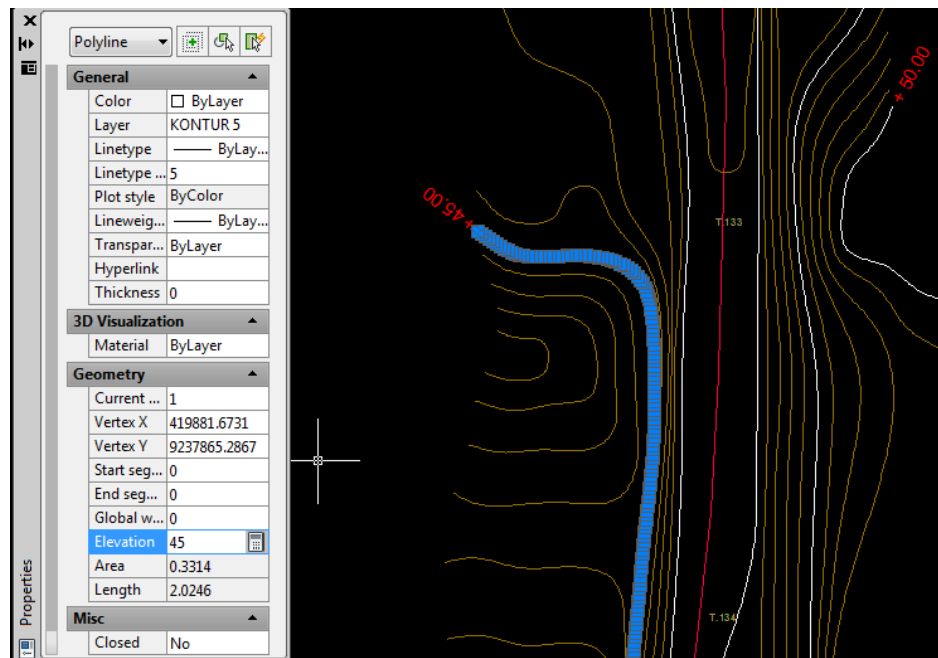 Polyline
General
Color ByLayer
Layer KONTUR 5
Linetype ByLay...
Linetype ... 5
Plot style ByColor
Lineweig... ByLay...
Transpar... ByLayer
Hyperlink
Thickness 0
3D Visualization
Material ByLayer
Geometry
Current ... 1
Vertex X 419881.6731
Vertex Y 9237865.2867
Start seg... 0
End seg... 0
Global w... 0
Elevation 45
Area 0.3314
Length 2.0246
Misc
Closed No
Properties
+ 50.00
+ 45.00
T.133
T.134